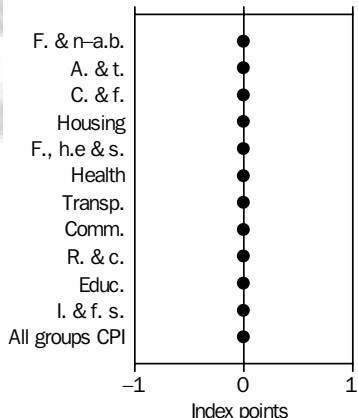 F. & n–a.b.
A. & t.
C. & f.
Housing
F., h.e & s.
Health
Transp.
Comm.
R. & c.
Educ.
I. & f. s.
All groups CPI
–1 0 1
Index points